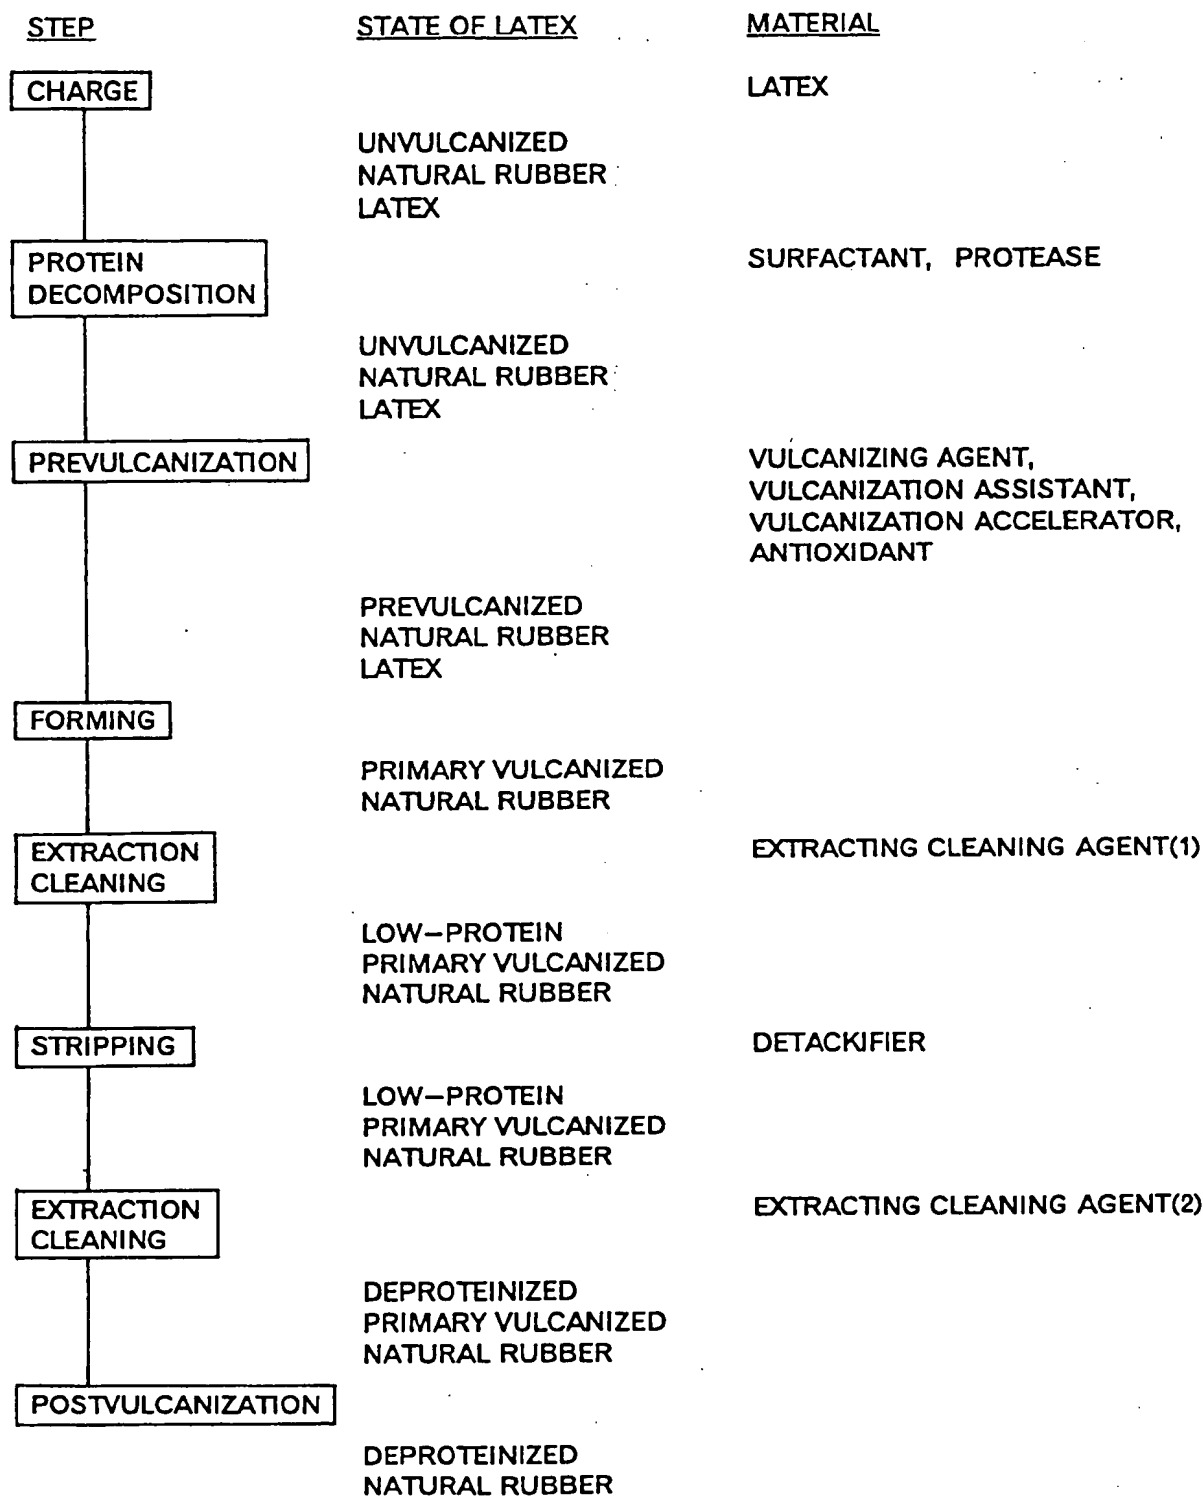 STEP STATE OF LATEX MATERIAL
CHARGE LATEX
UNVULCANIZED
NATURAL RUBBER
LATEX
PROTEIN
DECOMPOSITION
SURFACTANT, PROTEASE
UNVULCANIZED
NATURAL RUBBER
LATEX
PREVULCANIZATION
VULCANIZING AGENT,
VULCANIZATION ASSISTANT,
VULCANIZATION ACCELERATOR,
ANTIOXIDANT
PREVULCANIZED
NATURAL RUBBER
LATEX
FORMING
PRIMARY VULCANIZED
NATURAL RUBBER
EXTRACTION
CLEANING
EXTRACTING CLEANING AGENT(1)
LOW-PROTEIN
PRIMARY VULCANIZED
NATURAL RUBBER
STRIPPING DETACKIFIER
LOW-PROTEIN
PRIMARY VULCANIZED
NATURAL RUBBER
EXTRACTION
CLEANING
EXTRACTING CLEANING AGENT(2)
DEPROTEINIZED
PRIMARY VULCANIZED
NATURAL RUBBER
POSTVULCANIZATION
DEPROTEINIZED
NATURAL RUBBER